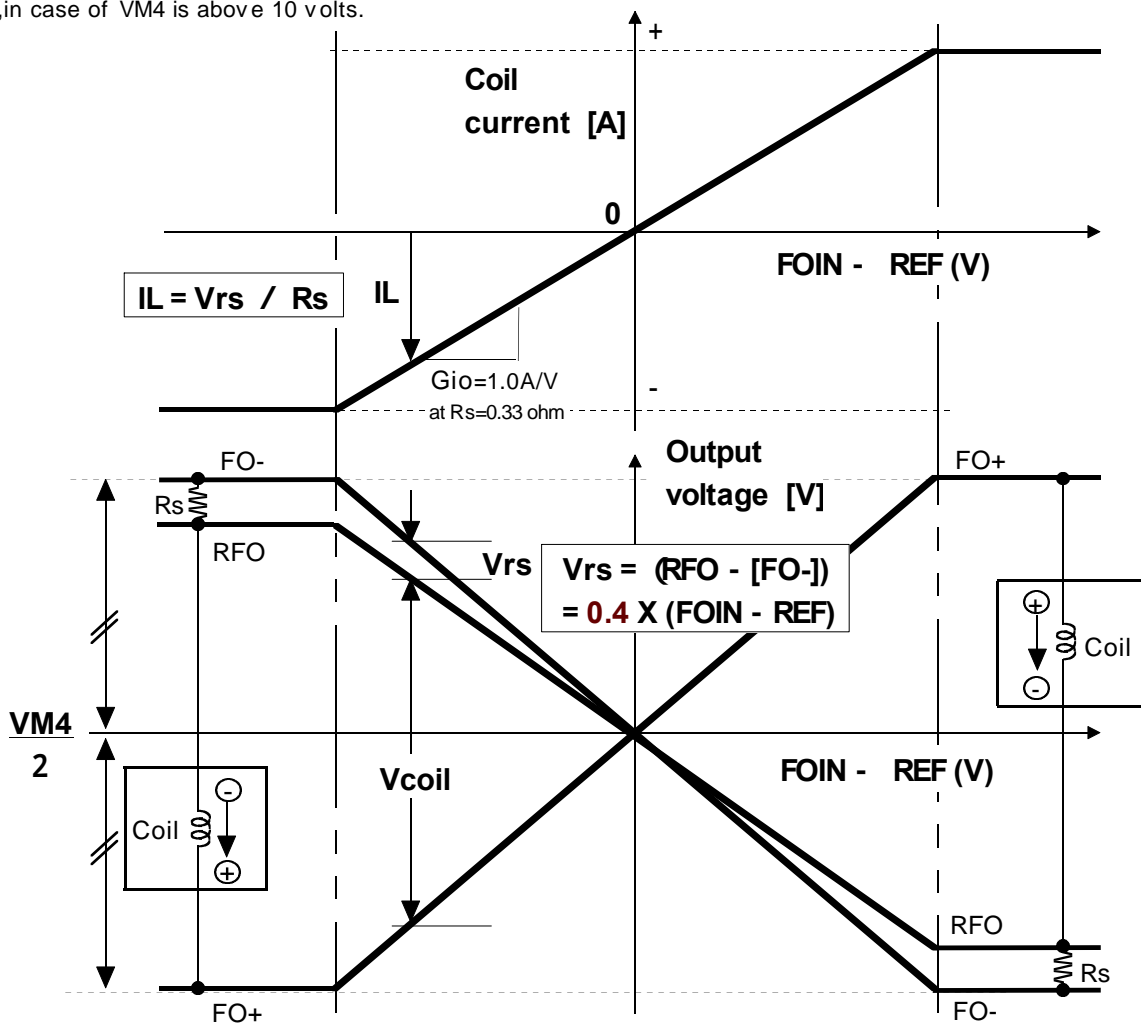 ,in case of VM4 is above 10 volts.
+
Coil
current [A]
0
FOIN - REF (V)
IL = Vrs / Rs
IL
Gio=1.0A/V
at Rs=0.33 ohm
-
Output
voltage [V]
FO-
FO+
Rs
RFO
Vrs
Vrs = (RFO - [FO-])
= 0.4 X (FOIN - REF)
+
Coil
-
VM4
2
FOIN - REF (V)
Vcoil
-
Coil
+
RFO
Rs
FO+
FO-